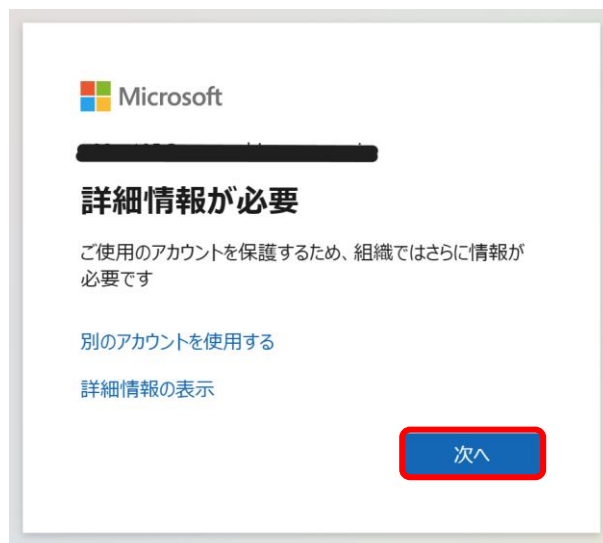 Microsoft
詳細情報が必要
ご使用のアカウントを保護するため、組織ではさらに情報が
必要です
別のアカウントを使用する
詳細情報の表示
次へ